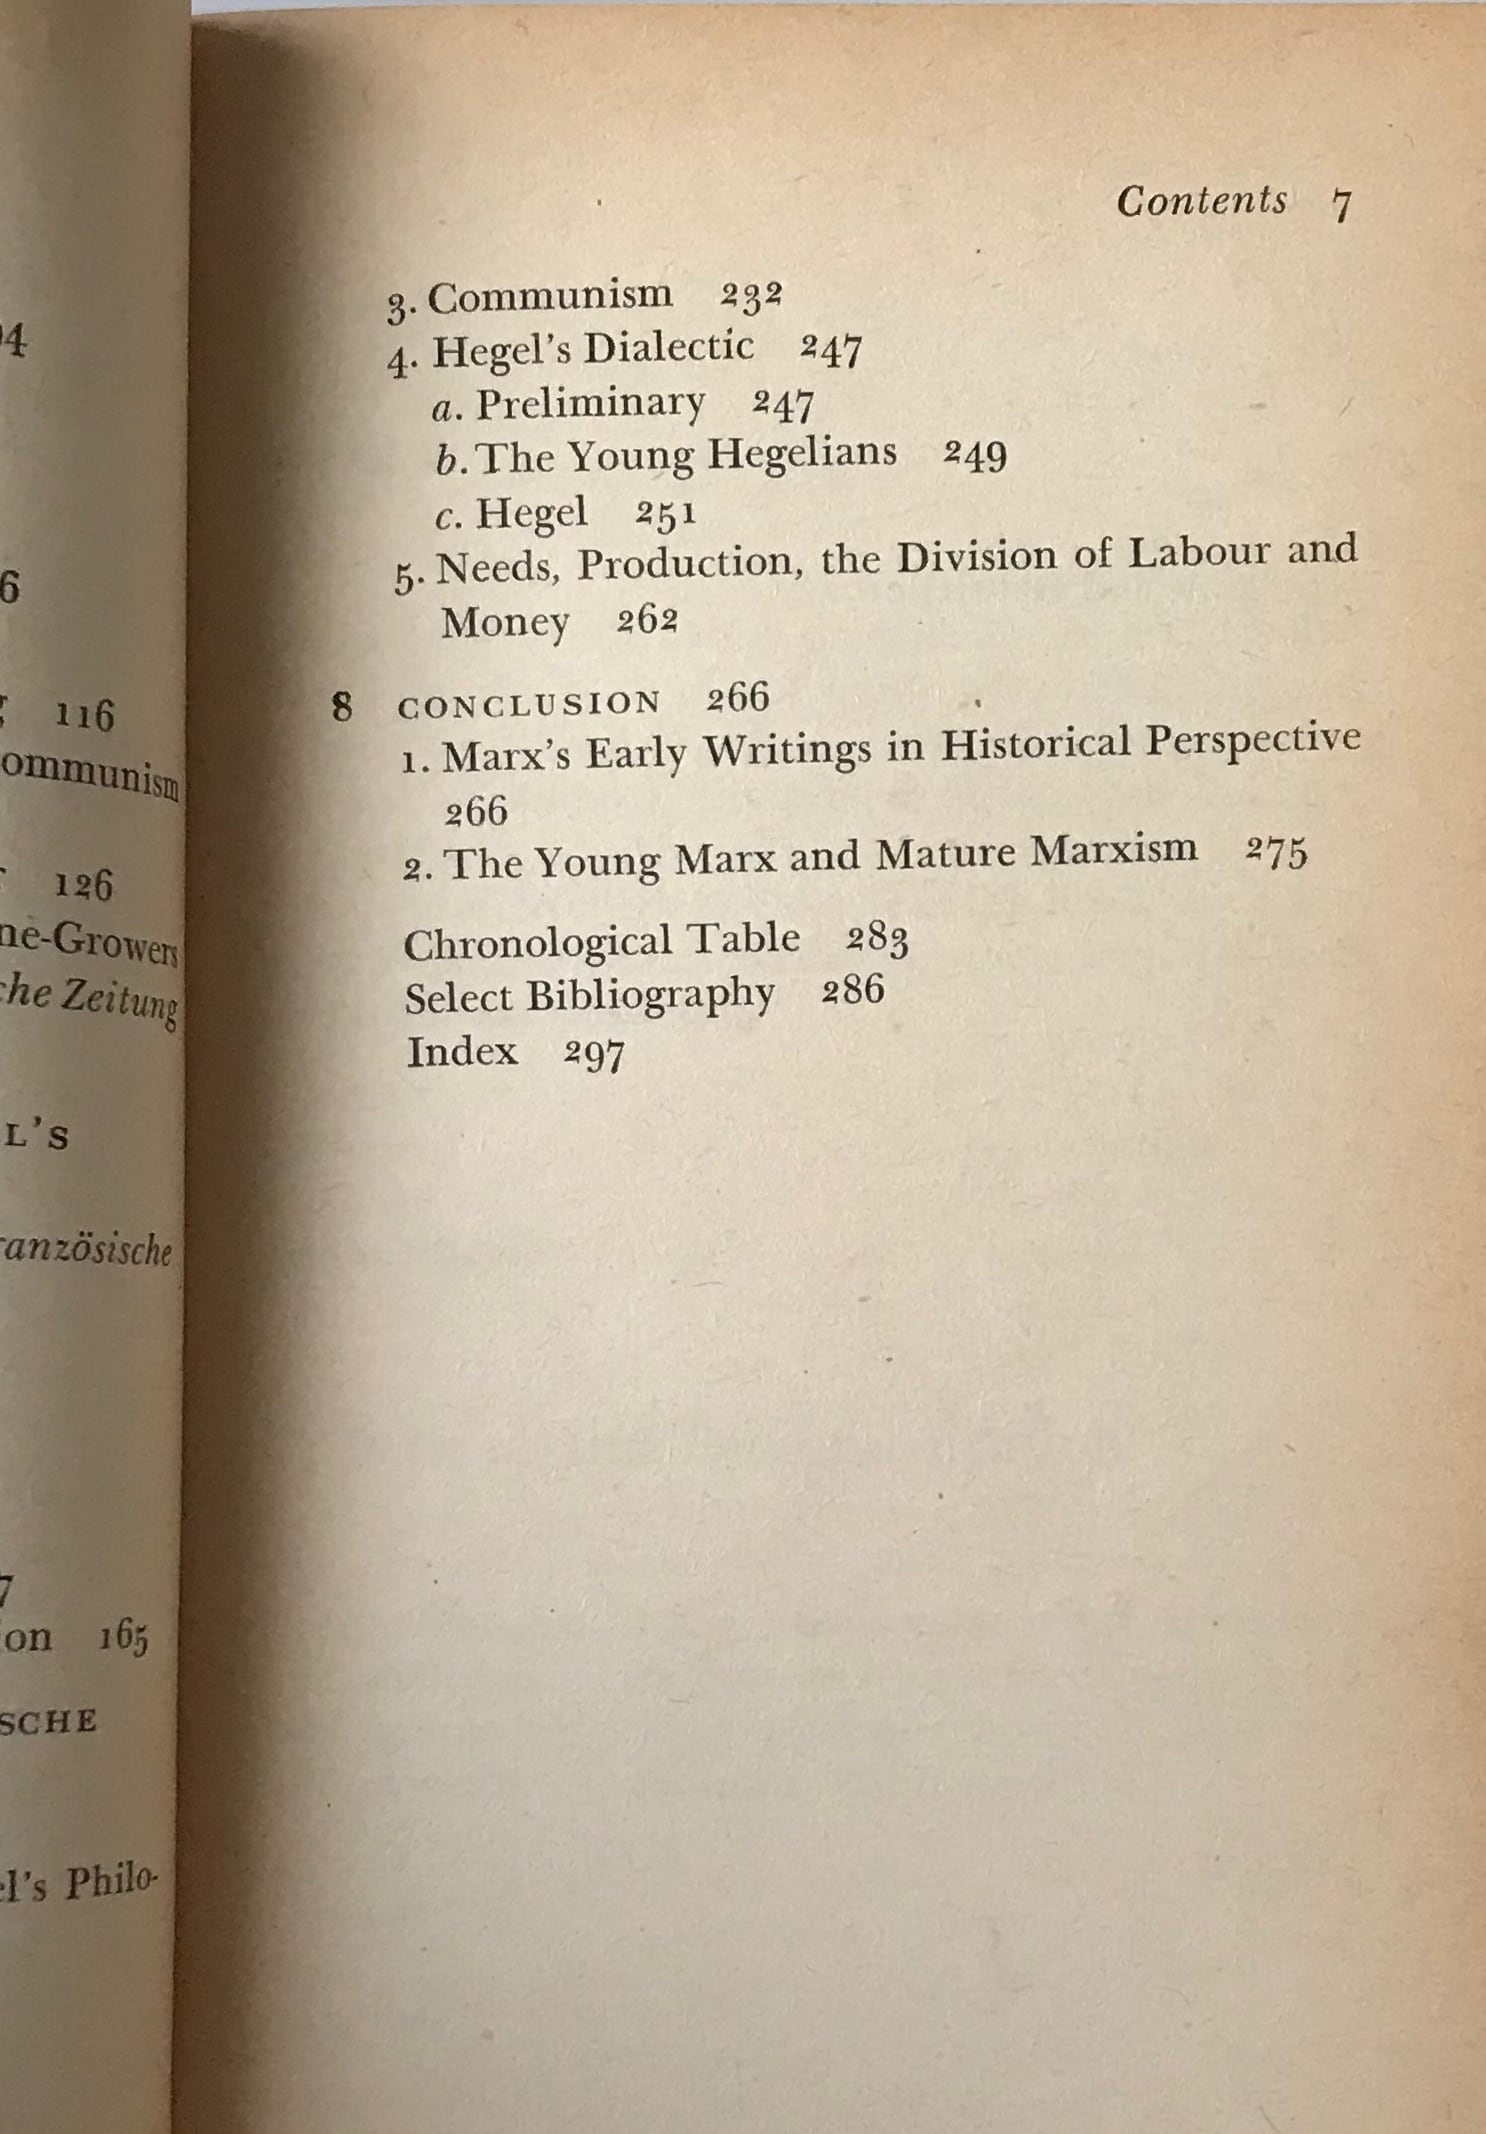 94
6
116
ommunism
126
ne-Growers
che Zeitung
L'S
ranzösische
7
on 165
SCHE
el's Philo-
Contents 7
3. Communism 232
4. Hegel's Dialectic 247
a. Preliminary 247
b. The Young Hegelians 249
c. Hegel 251
5. Needs, Production, the Division of Labour and
Money 262
8 CONCLUSION 266
1. Marx's Early Writings in Historical Perspective
266
2. The Young Marx and Mature Marxism 275
Chronological Table 283
Select Bibliography 286
Index 297